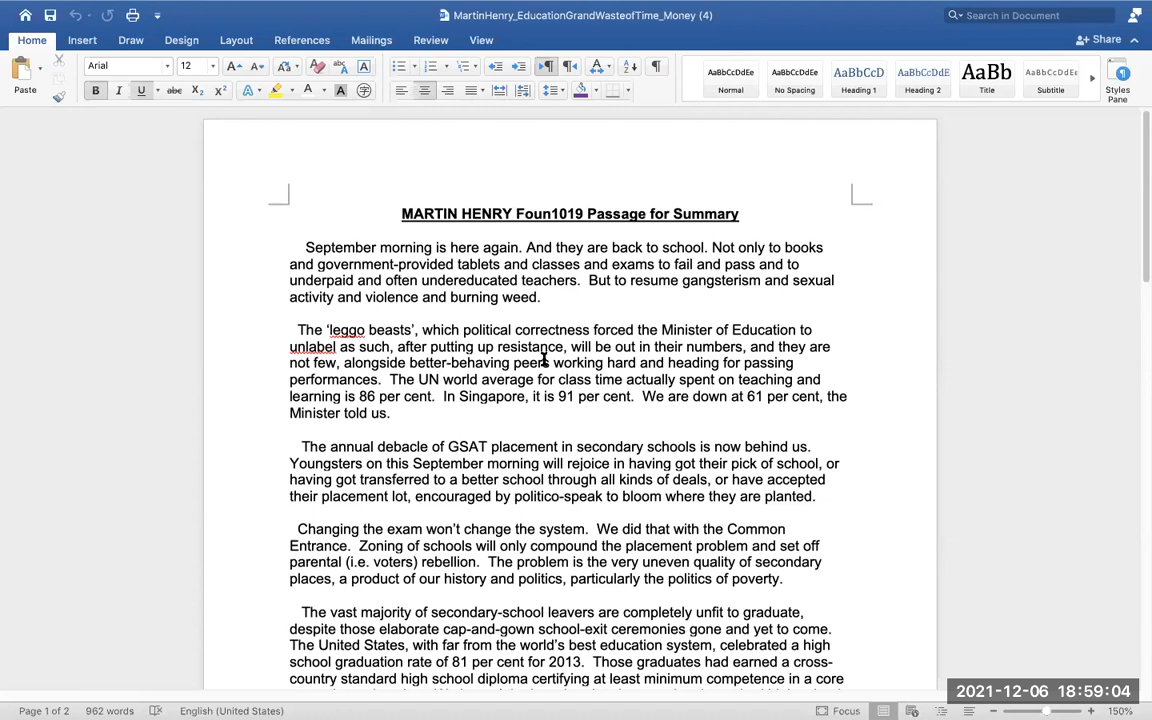 MartinHenry_EducationGrandWasteofTime_Money (4)
Search in Document
Home Insert Draw Design Layout References Mailings Review View
Share
Arial 12
Paste
AaBbCcDdEe AaBbCcDdEe AaBbCcD AaBbCcDdE AaBb AaBbCcDdEe
Normal No Spacing Heading 1 Heading 2 Title Subtitle
Styles
Pane
MARTIN HENRY Foun1019 Passage for Summary
September morning is here again. And they are back to school. Not only to books
and government-provided tablets and classes and exams to fail and pass and to
underpaid and often undereducated teachers. But to resume gangsterism and sexual
activity and violence and burning weed.
The ‘leggo beasts’, which political correctness forced the Minister of Education to
unlabel as such, after putting up resistance, will be out in their numbers, and they are
not few, alongside better-behaving peers working hard and heading for passing
performances. The UN world average for class time actually spent on teaching and
learning is 86 per cent. In Singapore, it is 91 per cent. We are down at 61 per cent, the
Minister told us.
The annual debacle of GSAT placement in secondary schools is now behind us.
Youngsters on this September morning will rejoice in having got their pick of school, or
having got transferred to a better school through all kinds of deals, or have accepted
their placement lot, encouraged by politico-speak to bloom where they are planted.
Changing the exam won’t change the system. We did that with the Common
Entrance. Zoning of schools will only compound the placement problem and set off
parental (i.e. voters) rebellion. The problem is the very uneven quality of secondary
places, a product of our history and politics, particularly the politics of poverty.
The vast majority of secondary-school leavers are completely unfit to graduate,
despite those elaborate cap-and-gown school-exit ceremonies gone and yet to come.
The United States, with far from the world’s best education system, celebrated a high
school graduation rate of 81 per cent for 2013. Those graduates had earned a cross-
country standard high school diploma certifying at least minimum competence in a core
2021-12-06 18:59:04
Page 1 of 2 962 words English (United States) Focus 150%